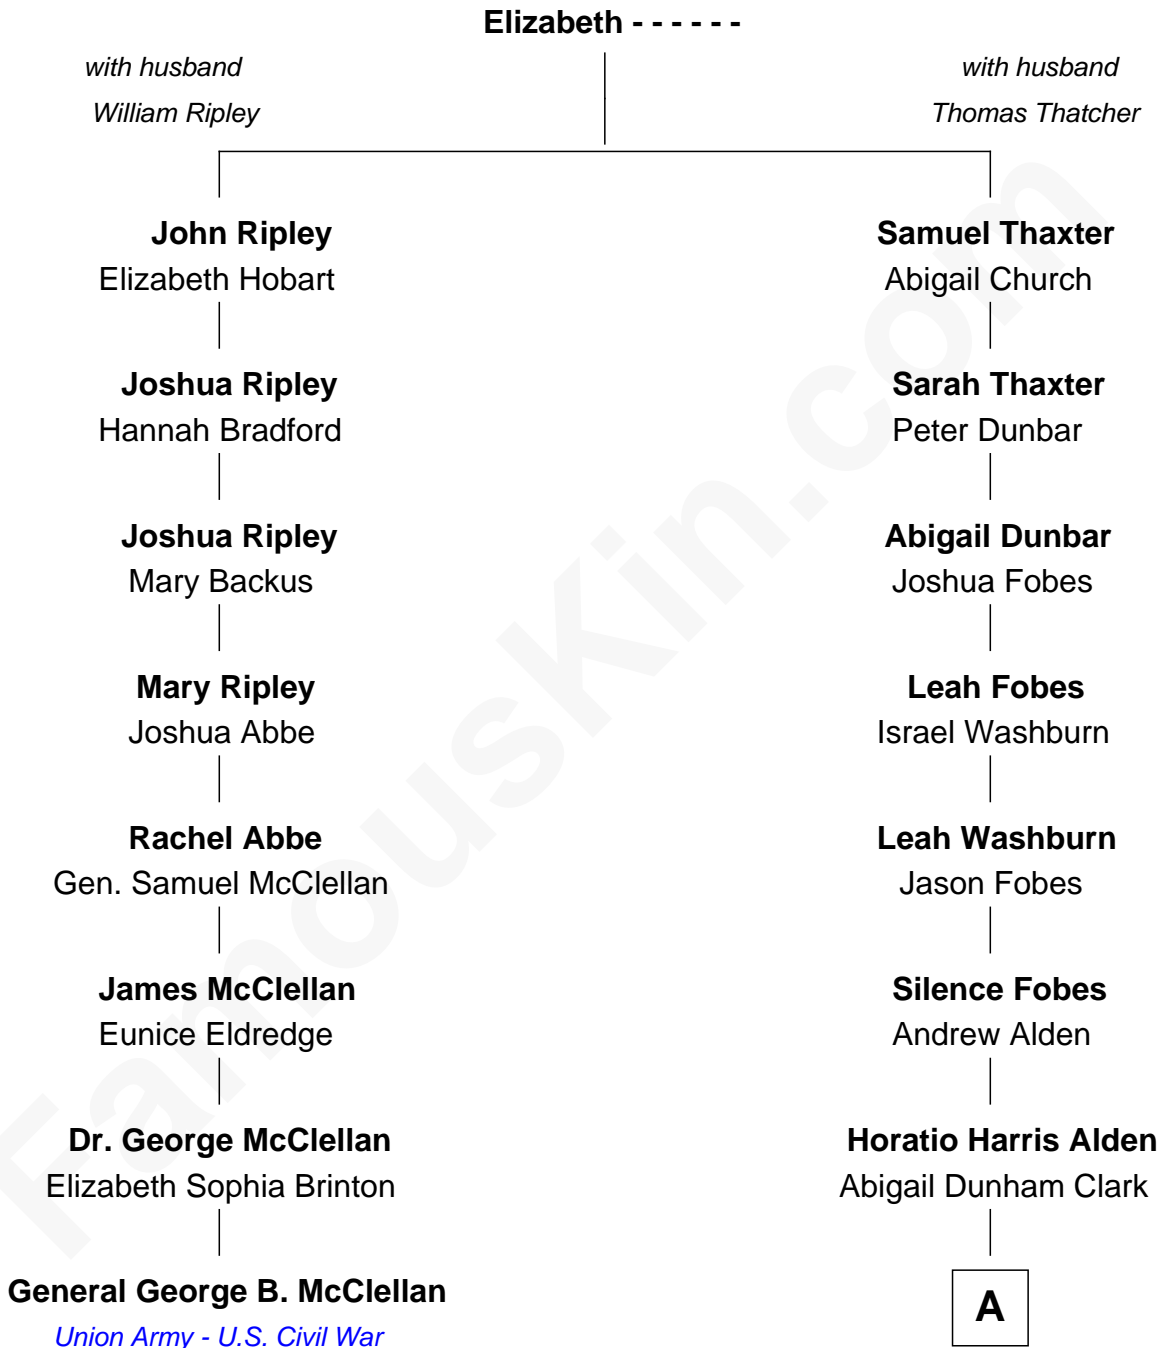 Elizabeth - - - - - -
with husband
William Ripley
with husband
Thomas Thatcher
John Ripley
Elizabeth Hobart
Joshua Ripley
Hannah Bradford
Joshua Ripley
Mary Backus
Mary Ripley
Joshua Abbe
Rachel Abbe
Gen. Samuel McClellan
James McClellan
Eunice Eldredge
Dr. George McClellan
Elizabeth Sophia Brinton
General George B. McClellan
Union Army - U.S. Civil War
Samuel Thaxter
Abigail Church
Sarah Thaxter
Peter Dunbar
Abigail Dunbar
Joshua Fobes
Leah Fobes
Israel Washburn
Leah Washburn
Jason Fobes
Silence Fobes
Andrew Alden
Horatio Harris Alden
Abigail Dunham Clark
A
FamousKin.com